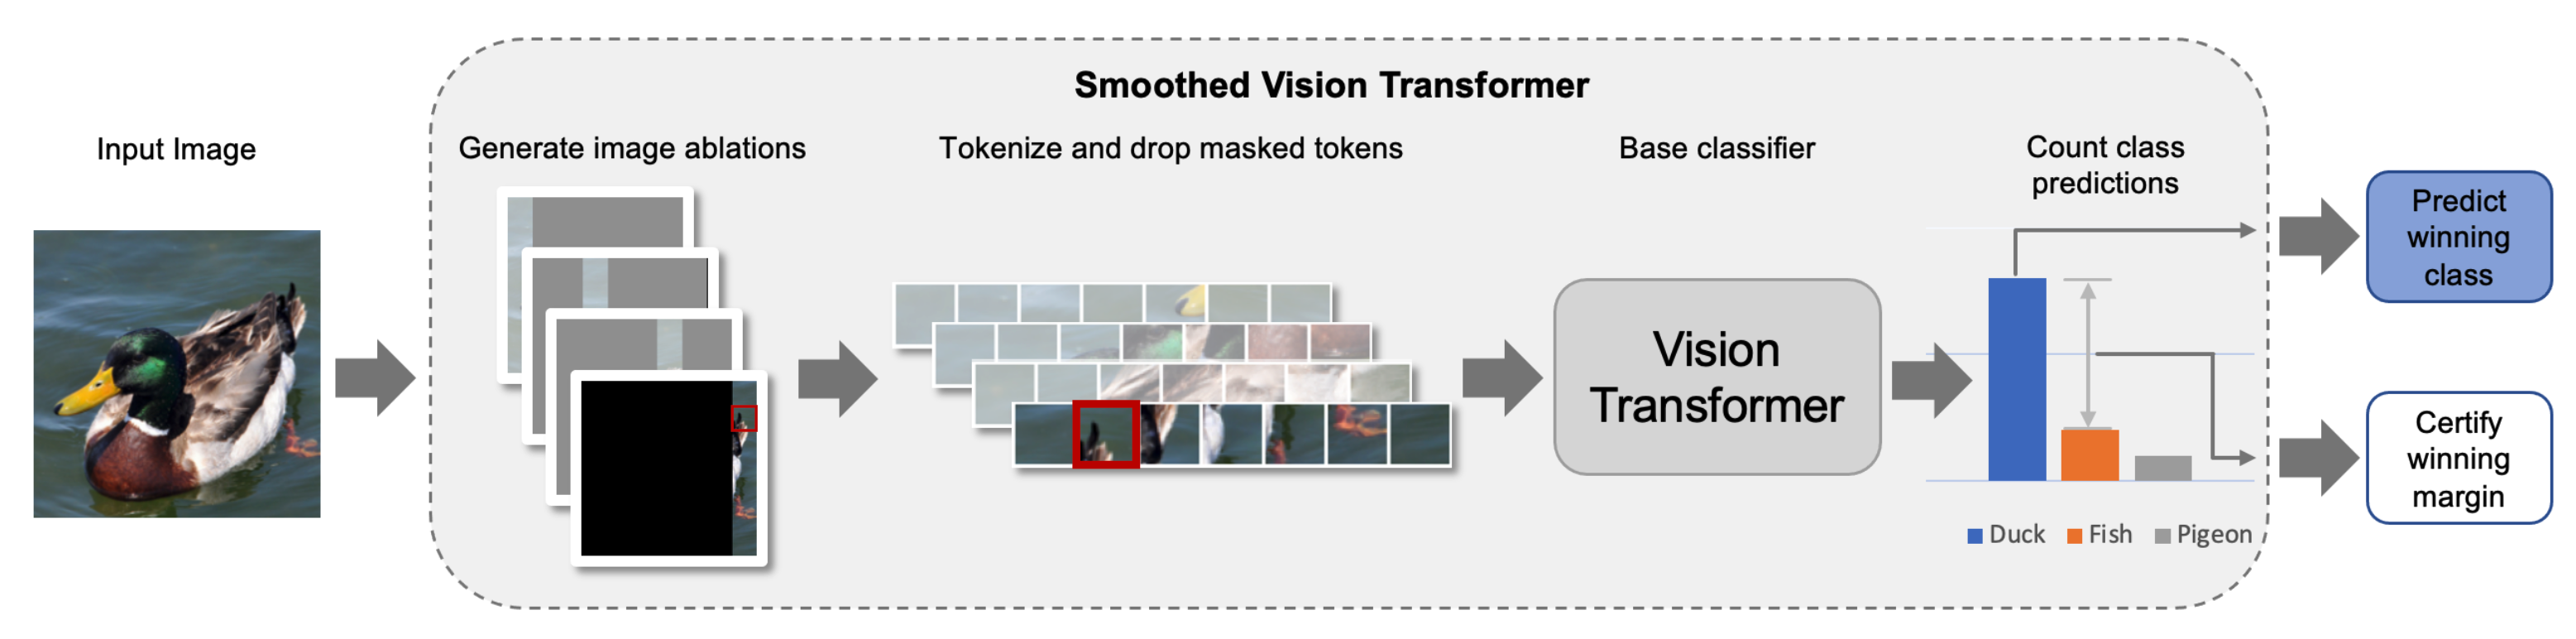 Smoothed Vision Transformer
Input Image
Generate image ablations
Tokenize and drop masked tokens
Base classifier
Count class
predictions
Vision
Transformer
Duck
Fish
Pigeon
Predict
winning
class
Certify
winning
margin